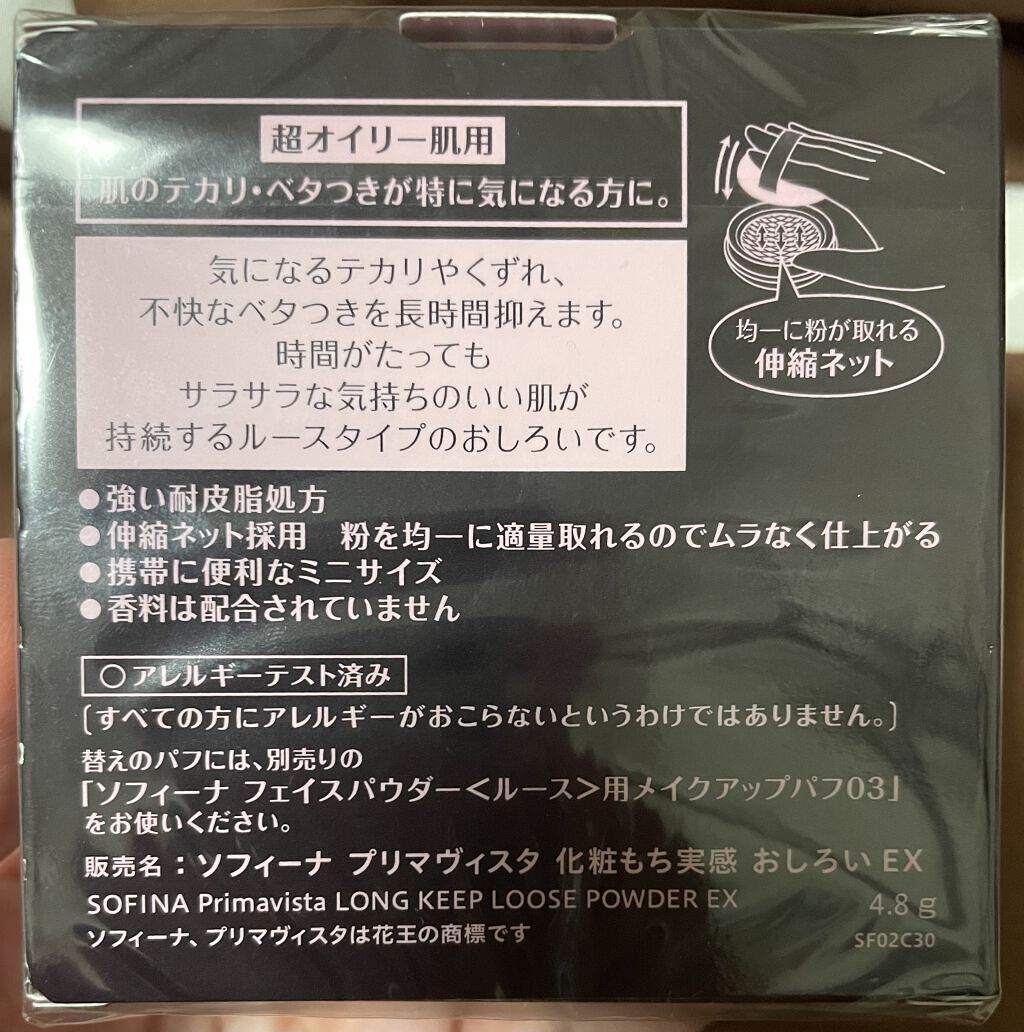 超オイリー肌用
肌のテカリ・ベタつきが特に気になる方に。
気になるテカリやくずれ、
不快なベタつきを長時間抑えます。
時間がたっても
サラサラな気持ちのいい肌が
持続するルースタイプのおしろいです。
均一に粉が取れる
伸縮ネット
●強い耐皮脂処方
●伸縮ネット採用　粉を均一に適量取れるのでムラなく仕上がる
●携帯に便利なミニサイズ
●香料は配合されていません
○アレルギーテスト済み
〔すべての方にアレルギーがおこらないというわけではありません。〕
替えのパフには、別売りの
「ソフィーナ フェイスパウダー＜ルース＞用メイクアップパフ03」
をお使いください。
販売名：ソフィーナ プリマヴィスタ 化粧もち実感 おしろい EX
SOFINA Primavista LONG KEEP LOOSE POWDER EX 4.8 g
ソフィーナ、プリマヴィスタは花王の商標です SF02C30